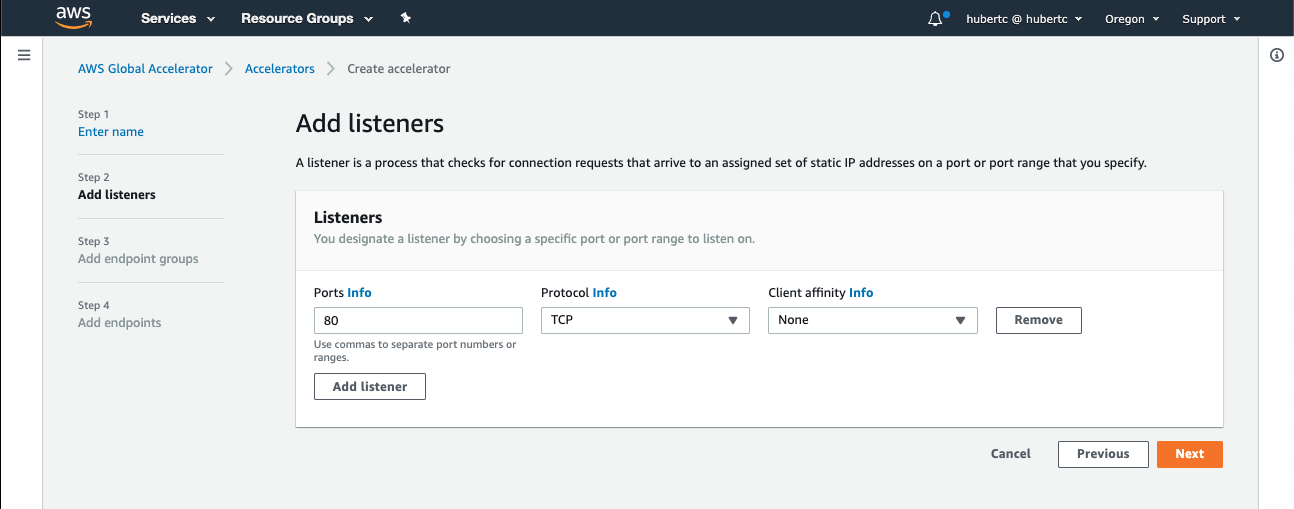 aws Services Resource Groups hubertc @ hubertc Oregon Support
AWS Global Accelerator Accelerators Create accelerator
Step 1
Enter name
Step 2
Add listeners
Step 3
Add endpoint groups
Step 4
Add endpoints
Add listeners
A listener is a process that checks for connection requests that arrive to an assigned set of static IP addresses on a port or port range that you specify.
Listeners
You designate a listener by choosing a specific port or port range to listen on.
Ports Info Protocol Info Client affinity Info
80 TCP None Remove
Use commas to separate port numbers or
ranges.
Add listener
Cancel Previous Next